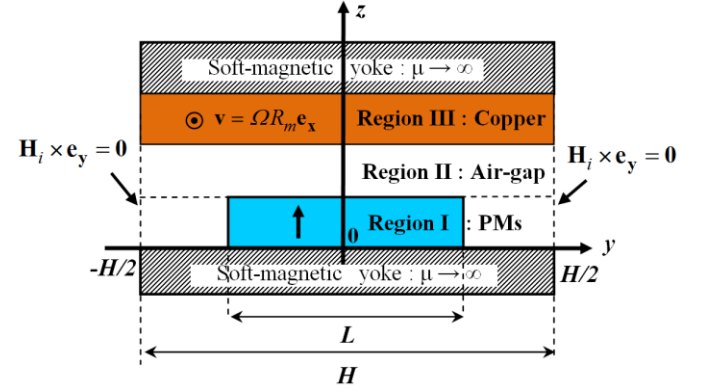 z
Soft-magnetic yoke : μ → ∞
v = ΩR_m e_x Region III : Copper
H_i × e_y = 0
H_i × e_y = 0
Region II : Air-gap
Region I : PMs
0
y
-H/2
Soft-magnetic yoke : μ → ∞
H/2
L
H